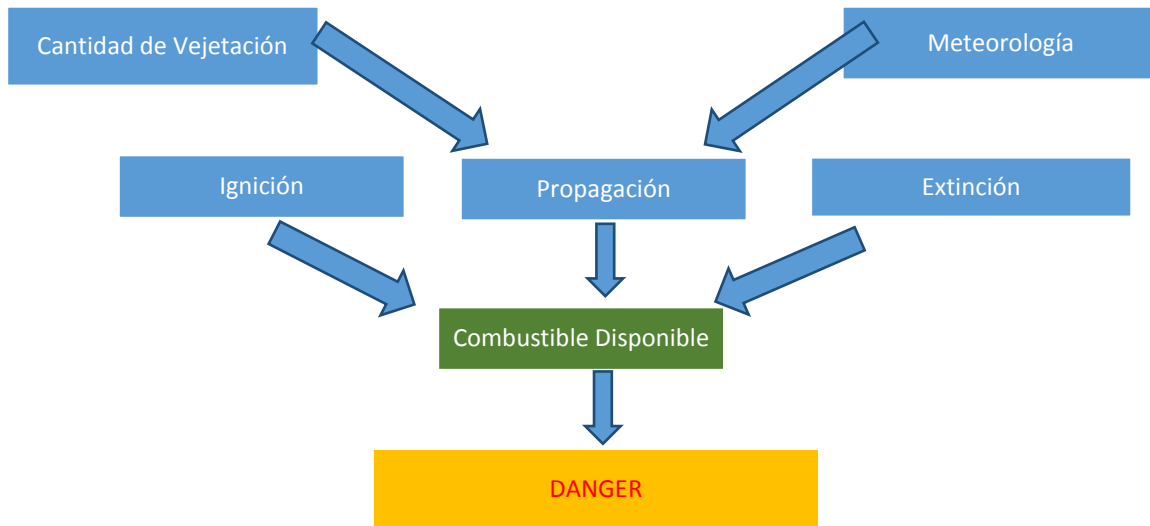 Cantidad de Vejetación
Meteorología
Ignición
Propagación
Extinción
Combustible Disponible
DANGER